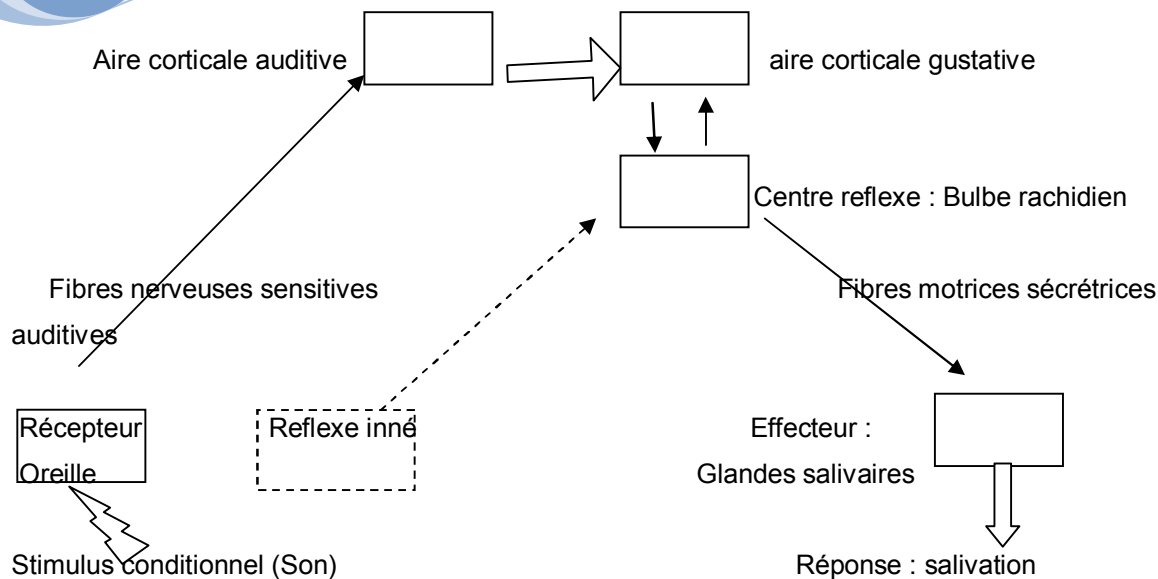 Aire corticale auditive
aire corticale gustative
Centre reflexe : Bulbe rachidien
Fibres nerveuses sensitives
auditives
Fibres motrices sécrétrices
Récepteur
Oreille
Reflexe inné
Effecteur :
Glandes salivaires
Stimulus conditionnel (Son)
Réponse : salivation